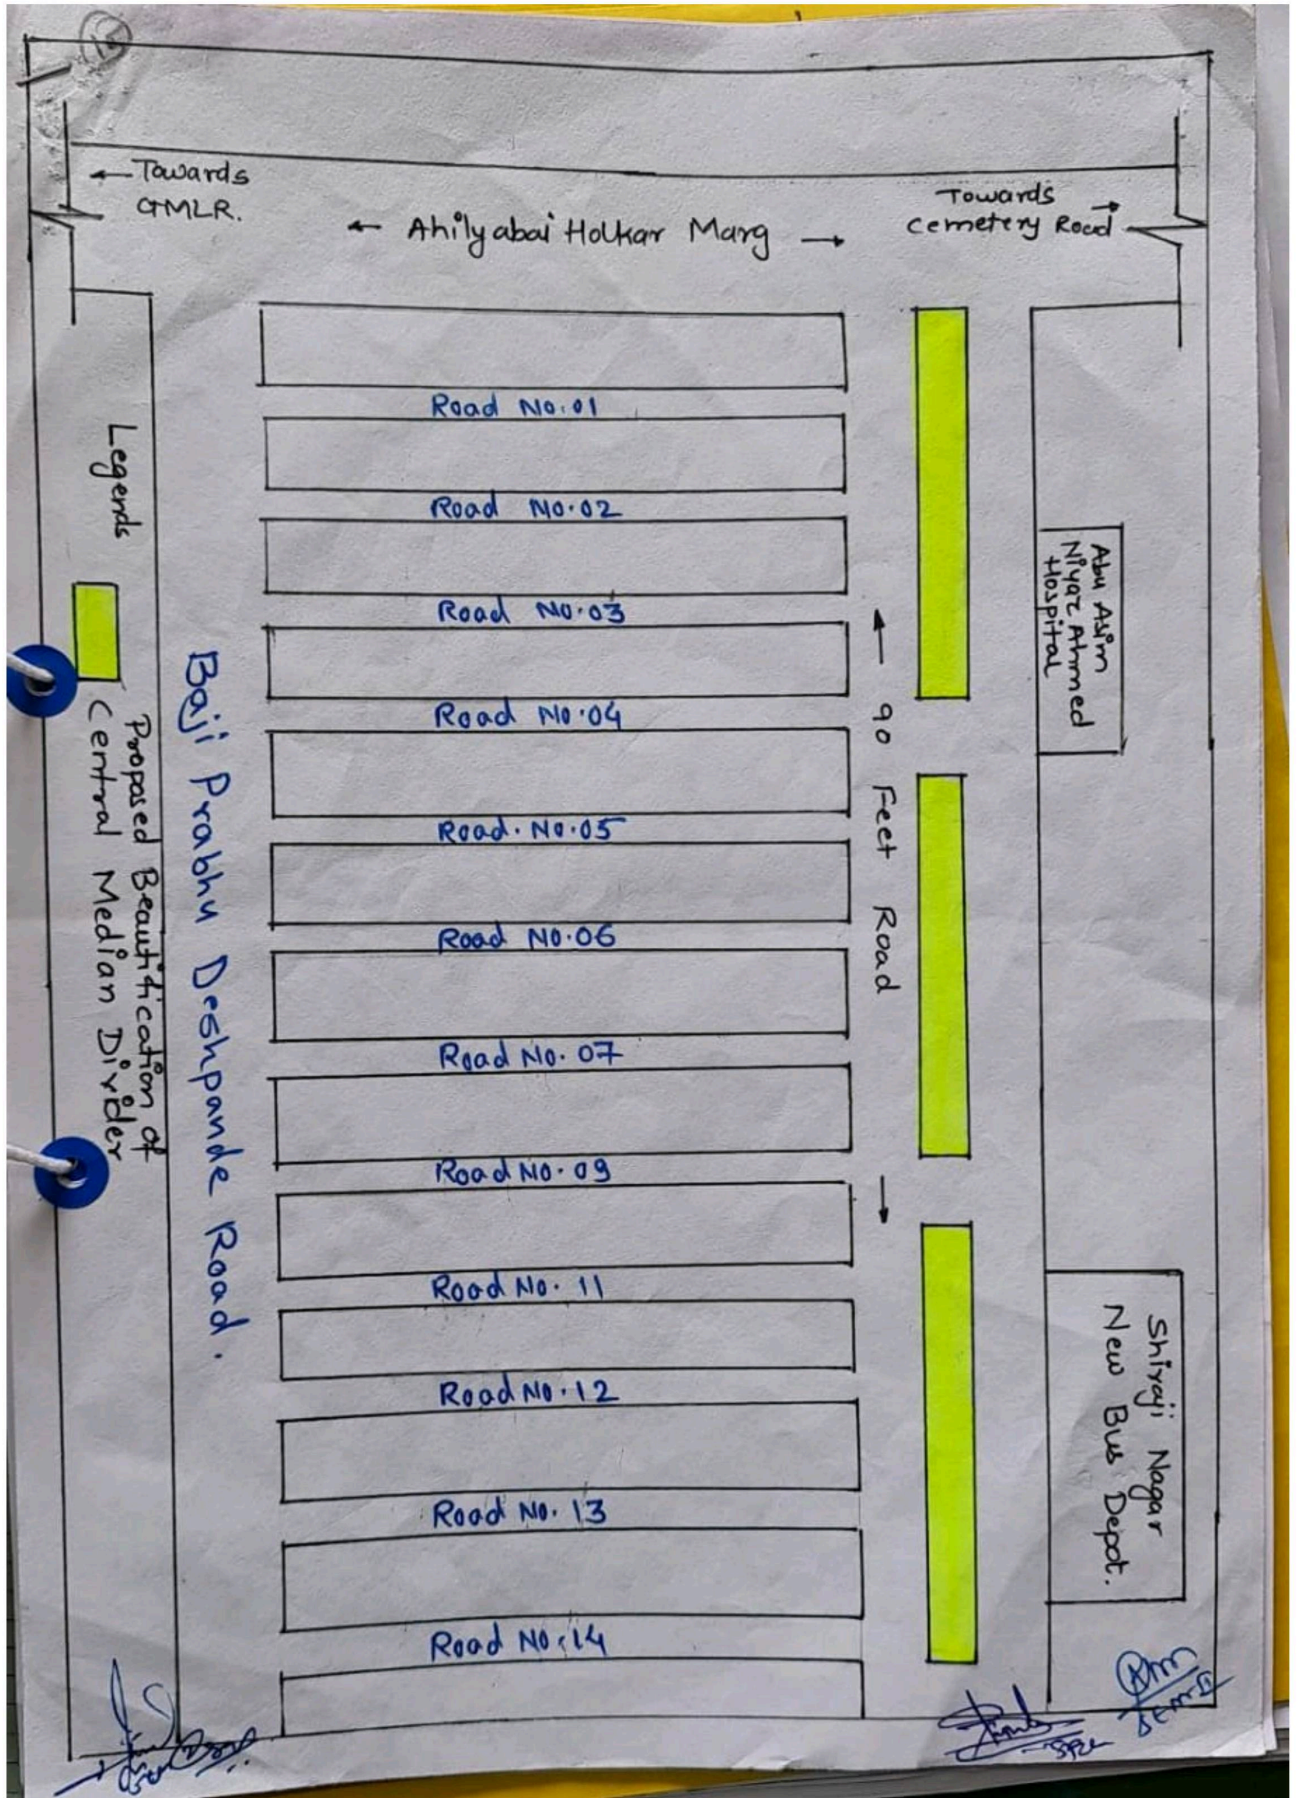 15
← Towards
GMLR.
← Ahilyabai Holkar Marg →
Towards →
Cemetery Road
Road No.01
Road No.02
Road No.03
Road No.04
Road. No.05
Road No.06
Road No. 07
Road No. 09
Road No. 11
Road No. 12
Road No. 13
Road No. 14
Legends
Proposed Beautification of
Central Median Divider
Baji Prabhu Deshpande Road.
← 90 Feet Road →
Abu Asim
Niyaz Ahmed
Hospital
Shivaji Nagar
New Bus Depot.